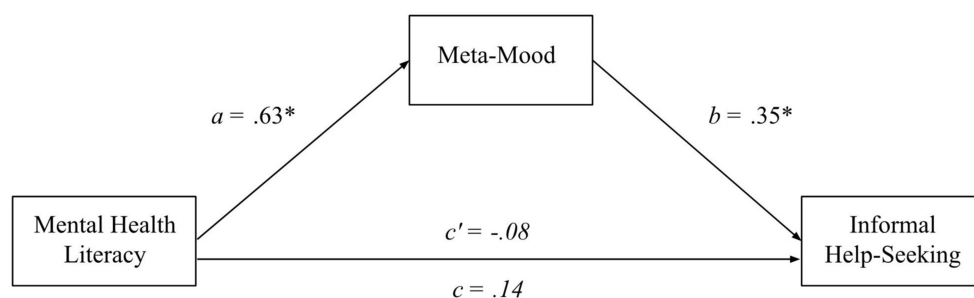 Meta-Mood
a = .63*
b = .35*
Mental Health
Literacy
c' = -.08
c = .14
Informal
Help-Seeking